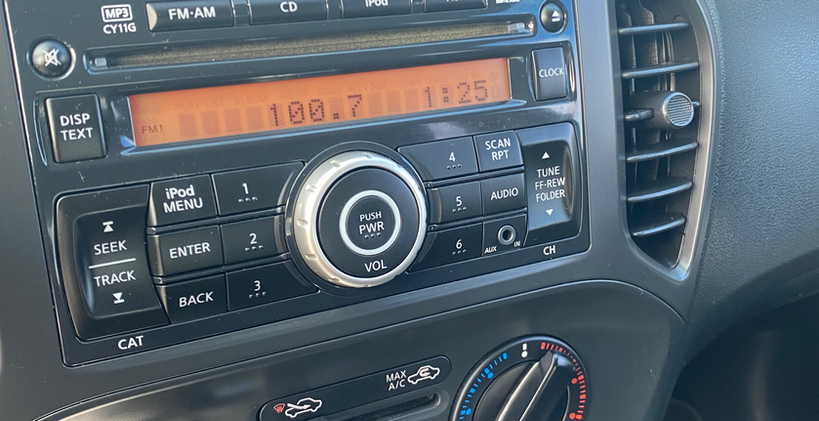 MP3
CY11G
FM·AM
CD
iPod
CLOCK
DISP
TEXT
FM1
100.7
1:25
iPod
MENU
1
4
SCAN
RPT
TUNE
FF·REW
FOLDER
SEEK
TRACK
ENTER
2
PUSH
PWR
VOL
5
AUDIO
BACK
3
6
AUX
IN
CAT
CH
MAX
A/C